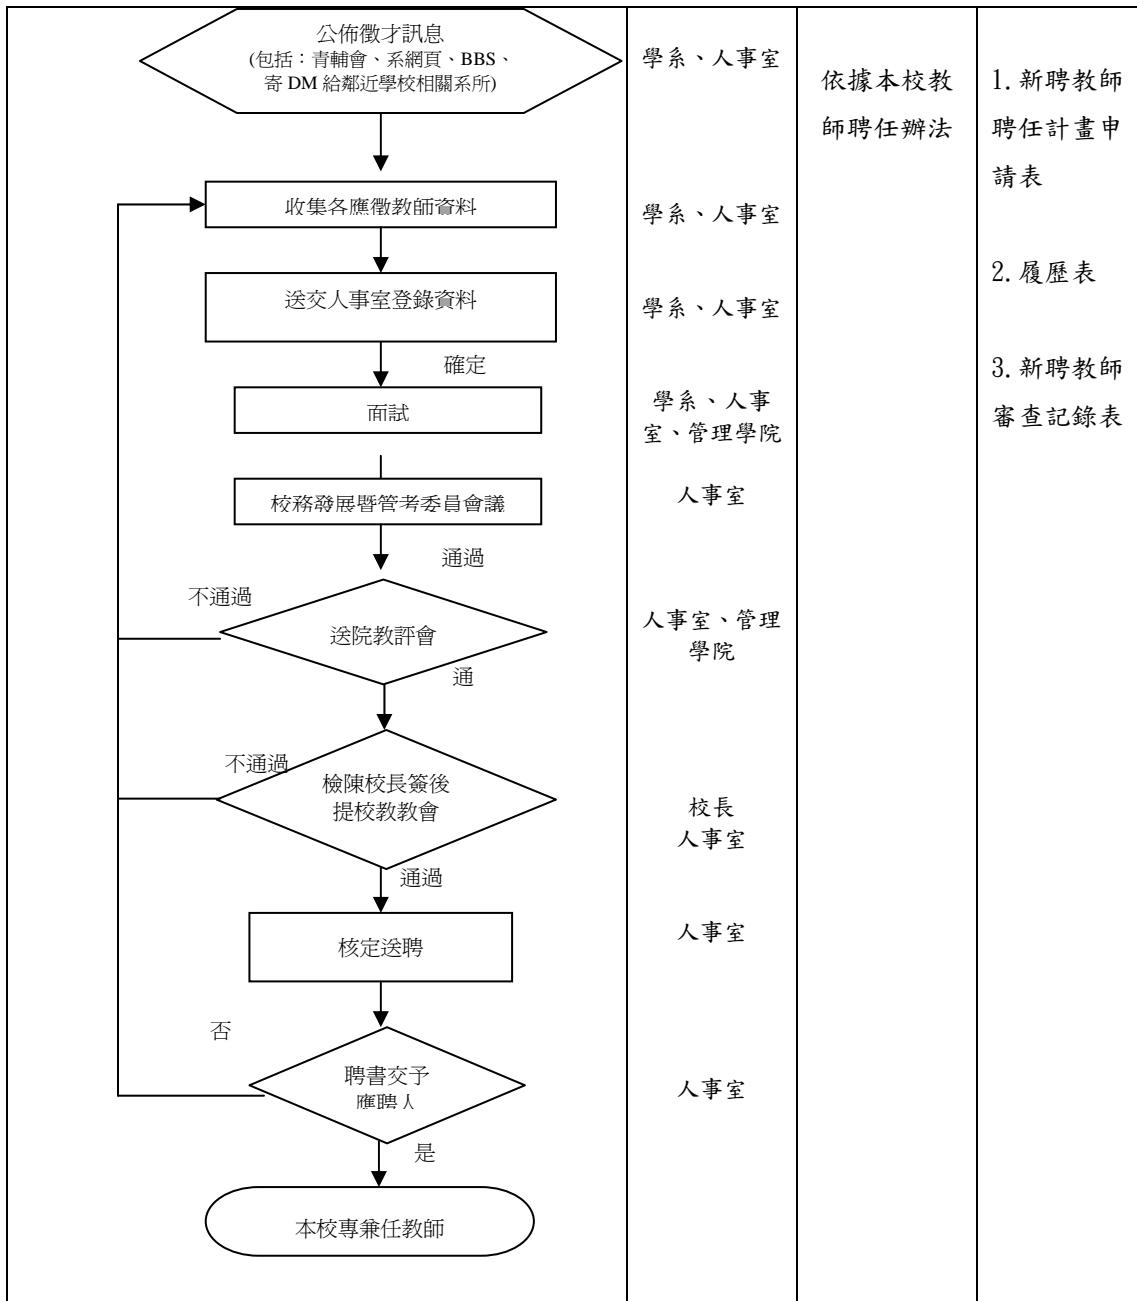 公佈徵才訊息
(包括：青輔會、系網頁、BBS、
寄 DM 給鄰近學校相關系所)
收集各應徵教師資料
送交人事室登錄資料
確定
面試
校務發展暨管考委員會議
通過
不通過
送院教評會
通
不通過
檢陳校長簽後
提校教教會
通過
核定送聘
否
聘書交予
應聘人
是
本校專兼任教師
學系、人事室
學系、人事室
學系、人事室
學系、人事
室、管理學院
人事室
人事室、管理
學院
校長
人事室
人事室
人事室
依據本校教
師聘任辦法
1.新聘教師
聘任計畫申
請表
2.履歷表
3.新聘教師
審查記錄表